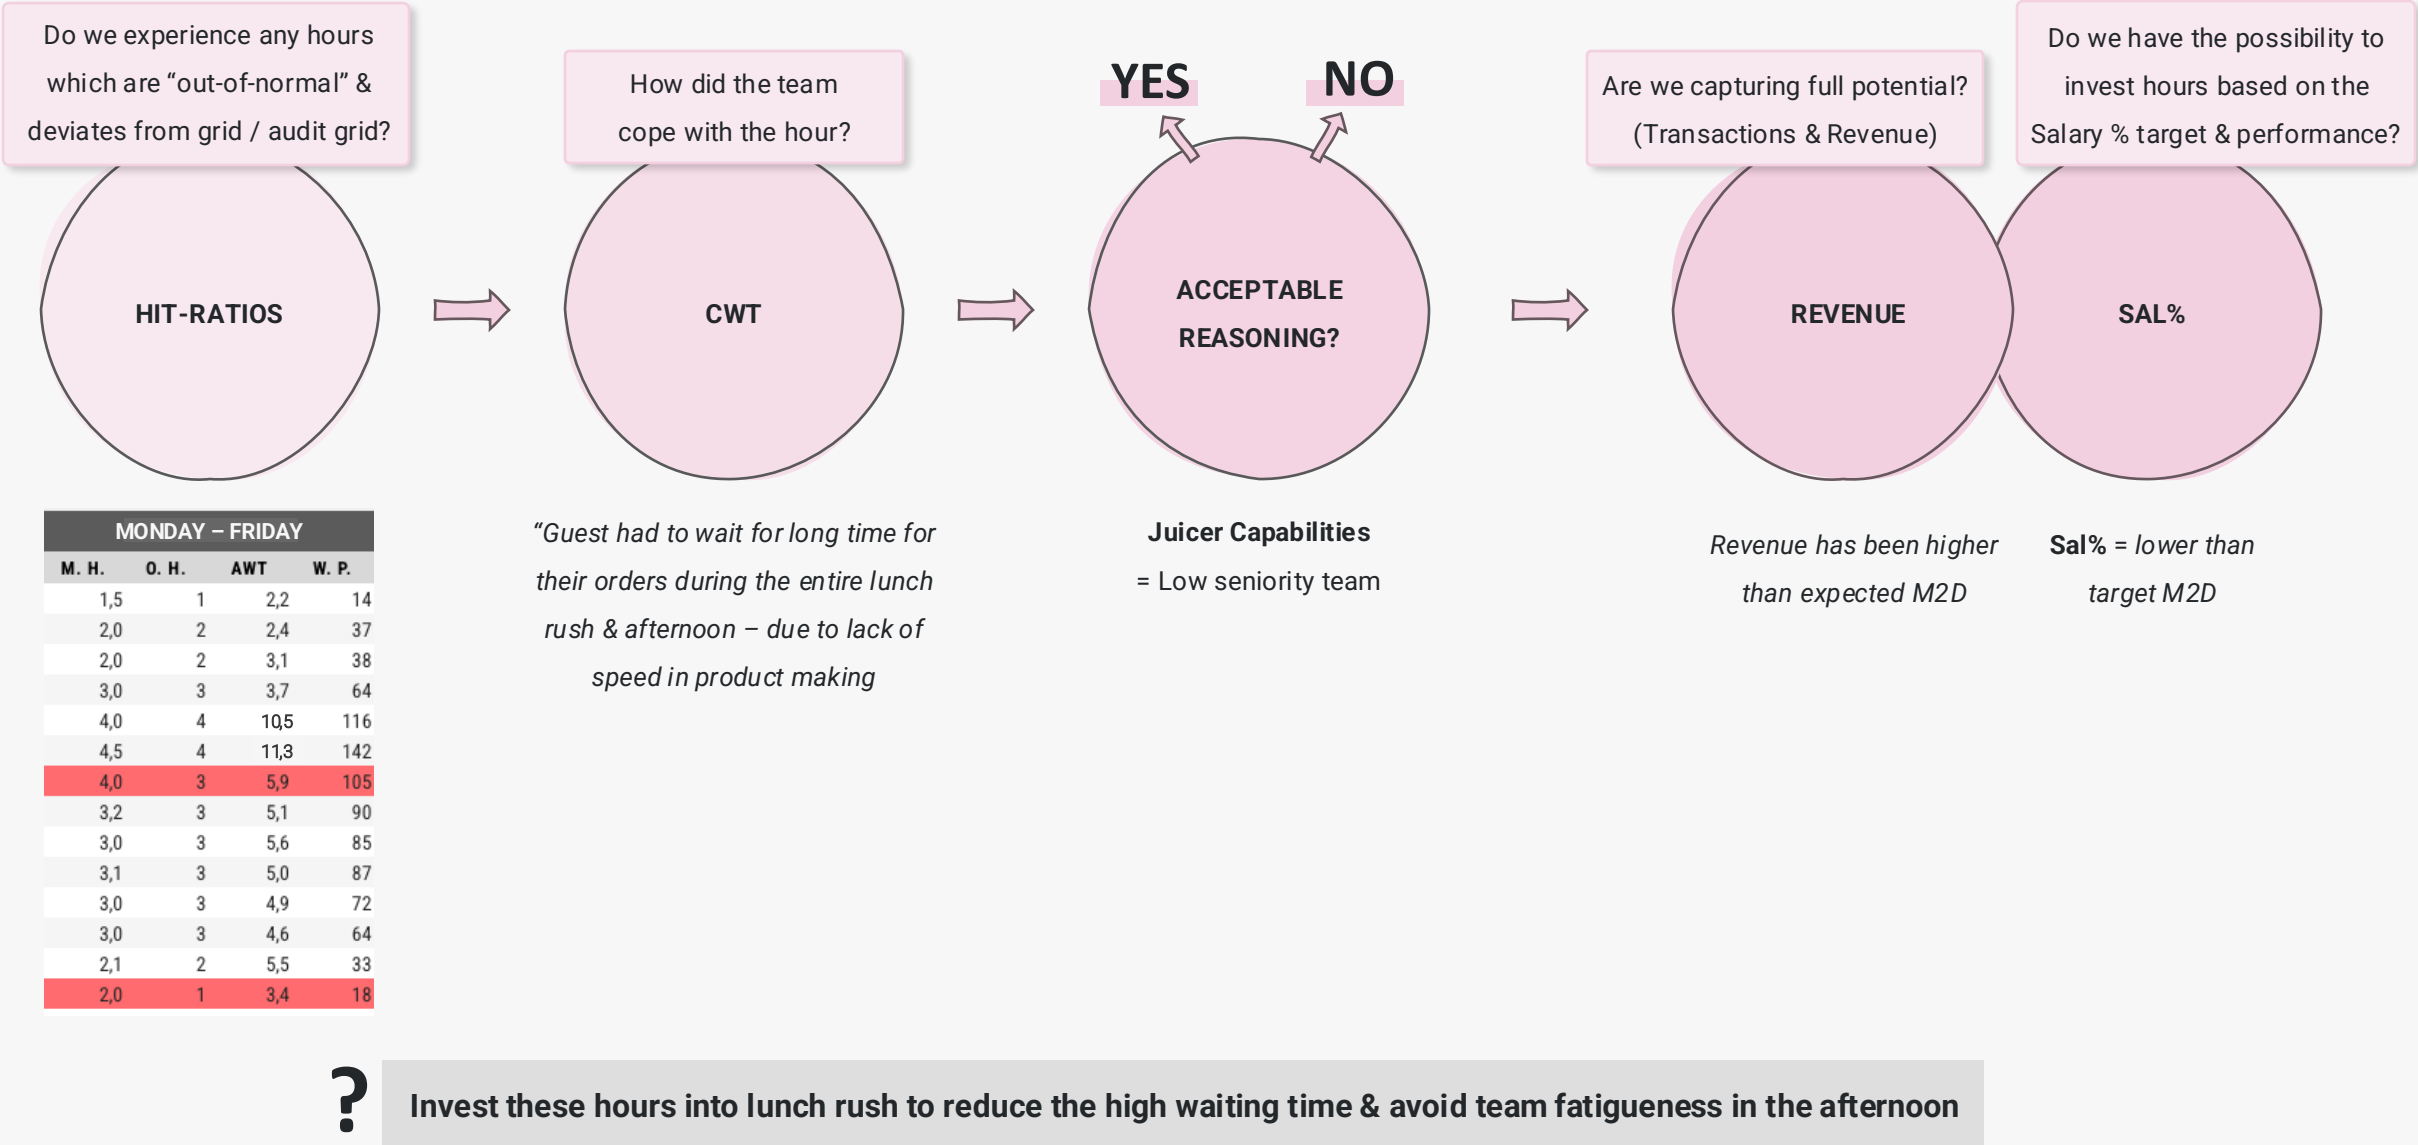 Do we experience any hours
which are “out-of-normal” &
deviates from grid / audit grid?
How did the team
cope with the hour?
YES
NO
Are we capturing full potential?
(Transactions & Revenue)
Do we have the possibility to
invest hours based on the
Salary % target & performance?
HIT-RATIOS
CWT
ACCEPTABLE
REASONING?
REVENUE
SAL%
MONDAY – FRIDAY
M. H. O. H. AWT W. P.
1,5 1 2,2 14
2,0 2 2,4 37
2,0 2 3,1 38
3,0 3 3,7 64
4,0 4 10,5 116
4,5 4 11,3 142
4,0 3 5,9 105
3,2 3 5,1 90
3,0 3 5,6 85
3,1 3 5,0 87
3,0 3 4,9 72
3,0 3 4,6 64
2,1 2 5,5 33
2,0 1 3,4 18
“Guest had to wait for long time for
their orders during the entire lunch
rush & afternoon – due to lack of
speed in product making
Juicer Capabilities
= Low seniority team
Revenue has been higher
than expected M2D
Sal% = lower than
target M2D
?
Invest these hours into lunch rush to reduce the high waiting time & avoid team fatigueness in the afternoon